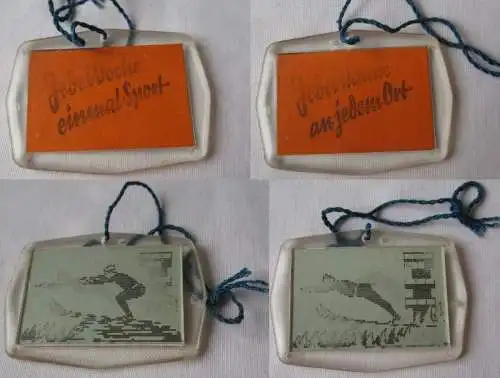 Jede Woche
einmal Sport
Jedermann
an jedem Ort